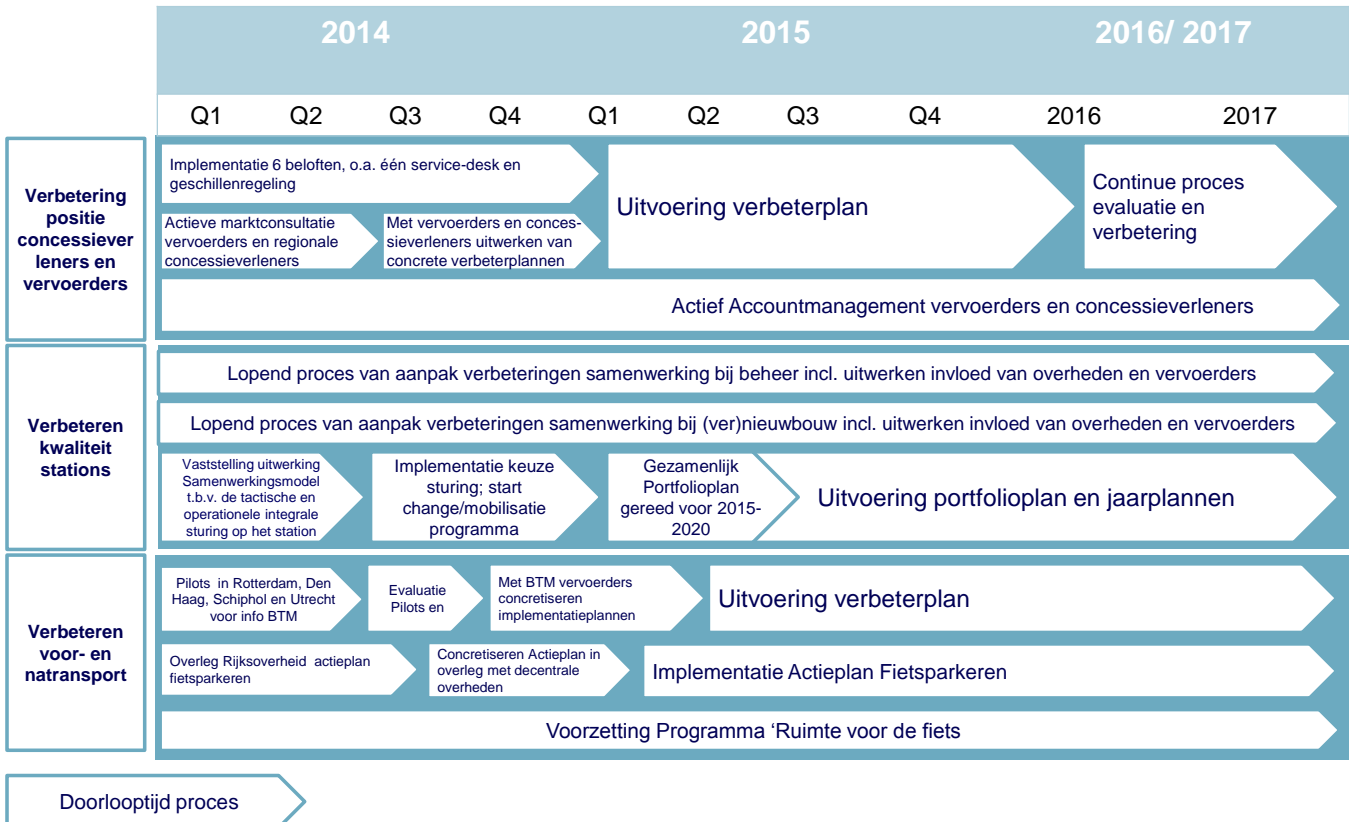 2014 2015 2016/ 2017
Q1 Q2 Q3 Q4 Q1 Q2 Q3 Q4 2016 2017
Verbetering
positie
concessiever
leners en
vervoerders
Implementatie 6 beloften, o.a. één service-desk en
geschillenregeling
Actieve marktconsultatie
vervoerders en regionale
concessieverleners
Met vervoerders en conces-
sieverleners uitwerken van
concrete verbeterplannen
Uitvoering verbeterplan
Continue proces
evaluatie en
verbetering
Actief Accountmanagement vervoerders en concessieverleners
Verbeteren
kwaliteit
stations
Lopend proces van aanpak verbeteringen samenwerking bij beheer incl. uitwerken invloed van overheden en vervoerders
Lopend proces van aanpak verbeteringen samenwerking bij (ver)nieuwbouw incl. uitwerken invloed van overheden en vervoerders
Vaststelling uitwerking
Samenwerkingsmodel
t.b.v. de tactische en
operationele integrale
sturing op het station
Implementatie keuze
sturing; start
change/mobilisatie
programma
Gezamenlijk
Portfolioplan
gereed voor 2015-
2020
Uitvoering portfolioplan en jaarplannen
Verbeteren
voor- en
natransport
Pilots in Rotterdam, Den
Haag, Schiphol en Utrecht
voor info BTM
Evaluatie
Pilots en
Met BTM vervoerders
concretiseren
implementatieplannen
Uitvoering verbeterplan
Overleg Rijksoverheid actieplan
fietsparkeren
Concretiseren Actieplan in
overleg met decentrale
overheden
Implementatie Actieplan Fietsparkeren
Voorzetting Programma 'Ruimte voor de fiets
Doorlooptijd proces